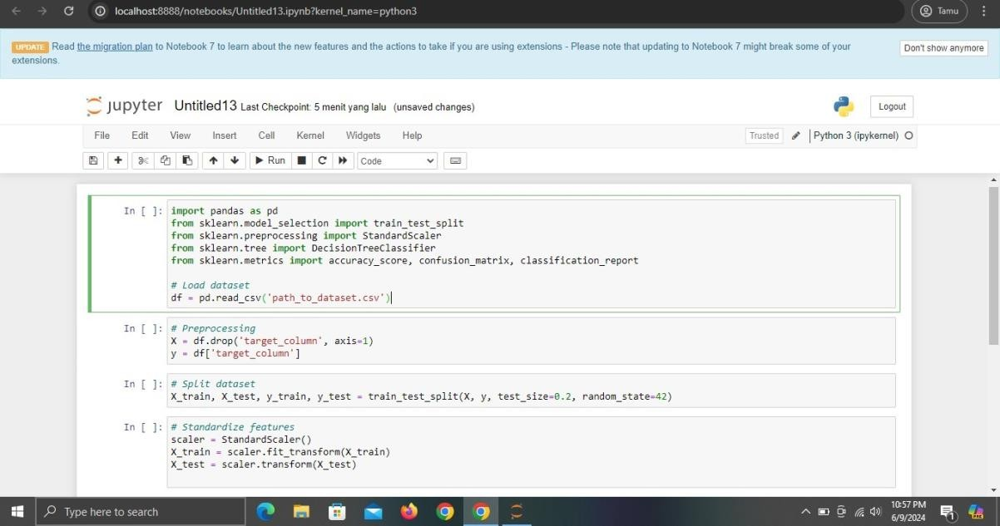 localhost:8888/notebooks/Untitled13.ipynb?kernel_name=python3
Tamu
UPDATE Read the migration plan to Notebook 7 to learn about the new features and the actions to take if you are using extensions - Please note that updating to Notebook 7 might break some of your
extensions.
Don't show anymore
jupyter Untitled13 Last Checkpoint: 5 menit yang lalu (unsaved changes)
Logout
File Edit View Insert Cell Kernel Widgets Help
Trusted Python 3 (ipykernel)
Run Code
In [ ]: import pandas as pd
from sklearn.model_selection import train_test_split
from sklearn.preprocessing import StandardScaler
from sklearn.tree import DecisionTreeClassifier
from sklearn.metrics import accuracy_score, confusion_matrix, classification_report
# Load dataset
df = pd.read_csv('path_to_dataset.csv')
In [ ]: # Preprocessing
X = df.drop('target_column', axis=1)
y = df['target_column']
In [ ]: # Split dataset
X_train, X_test, y_train, y_test = train_test_split(X, y, test_size=0.2, random_state=42)
In [ ]: # Standardize features
scaler = StandardScaler()
X_train = scaler.fit_transform(X_train)
X_test = scaler.transform(X_test)
Type here to search
10:57 PM
6/9/2024
1
PRE